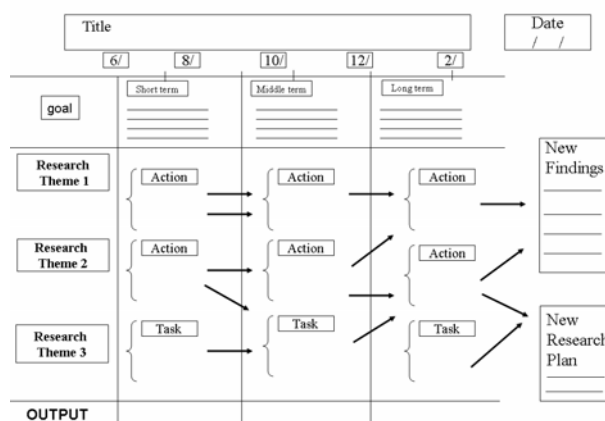 Title
Date
/ /
6/ 8/ 10/ 12/ 2/
goal
Short term
Middle term
Long term
Research
Theme 1
Action
Action
Action
New
Findings
Research
Theme 2
Action
Action
Action
Research
Theme 3
Task
Task
Task
New
Research
Plan
OUTPUT